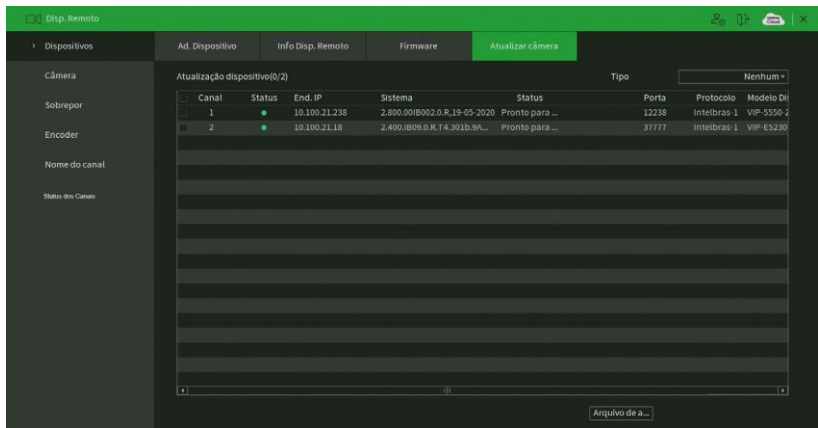 Disp. Remoto
Dispositivos
Ad. Dispositivo Info Disp. Remoto Firmware Atualizar câmera
Câmera
Sobrepor
Encoder
Nome do canal
Status dos Canais
Atualização dispositivo(0/2) Tipo Nenhum
Canal Status End. IP Sistema Status Porta Protocolo Modelo Di
1 10.100.21.238 2.800.00IB002.0.R,19-05-2020 Pronto para ... 12238 Intelbras-1 VIP-5550-Z
2 10.100.21.18 2.400.IB09.0.R.T4.301b.9A... Pronto para ... 37777 Intelbras-1 VIP-E5230
Arquivo de a...